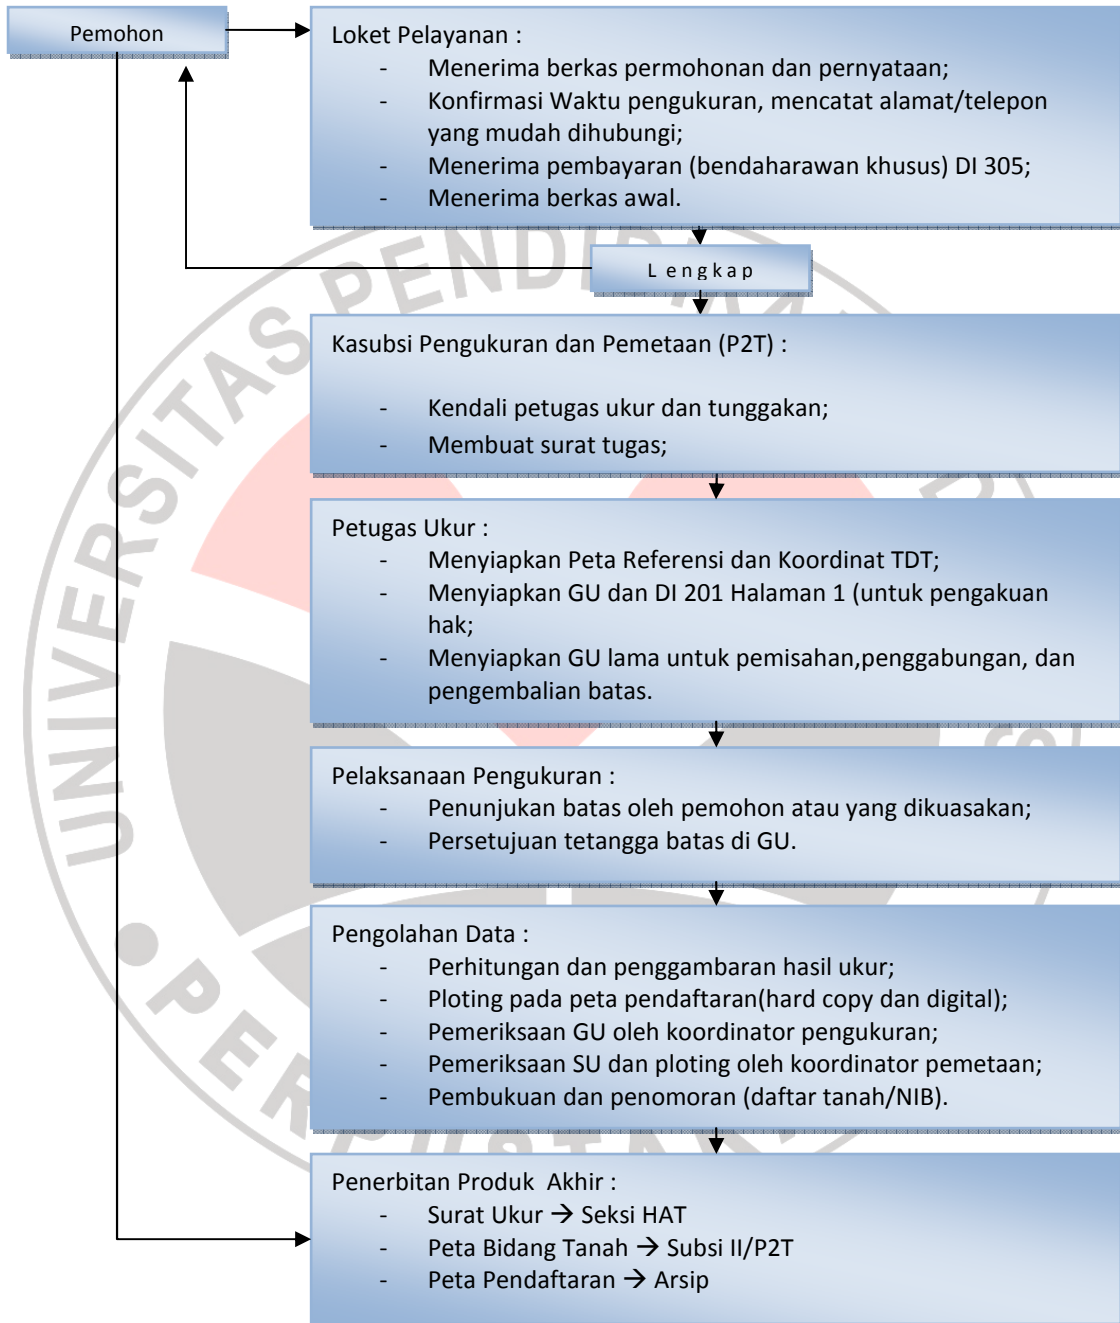 Pemohon
Loket Pelayanan :
- Menerima berkas permohonan dan pernyataan;
- Konfirmasi Waktu pengukuran, mencatat alamat/telepon
yang mudah dihubungi;
- Menerima pembayaran (bendaharawan khusus) DI 305;
- Menerima berkas awal.
Lengkap
Kasubsi Pengukuran dan Pemetaan (P2T) :
- Kendali petugas ukur dan tunggakan;
- Membuat surat tugas;
Petugas Ukur :
- Menyiapkan Peta Referensi dan Koordinat TDT;
- Menyiapkan GU dan DI 201 Halaman 1 (untuk pengakuan
hak;
- Menyiapkan GU lama untuk pemisahan,penggabungan, dan
pengembalian batas.
Pelaksanaan Pengukuran :
- Penunjukan batas oleh pemohon atau yang dikuasakan;
- Persetujuan tetangga batas di GU.
Pengolahan Data :
- Perhitungan dan penggambaran hasil ukur;
- Ploting pada peta pendaftaran(hard copy dan digital);
- Pemeriksaan GU oleh koordinator pengukuran;
- Pemeriksaan SU dan ploting oleh koordinator pemetaan;
- Pembukuan dan penomoran (daftar tanah/NIB).
Penerbitan Produk Akhir :
- Surat Ukur → Seksi HAT
- Peta Bidang Tanah → Subsi II/P2T
- Peta Pendaftaran → Arsip
UNIVERSITAS